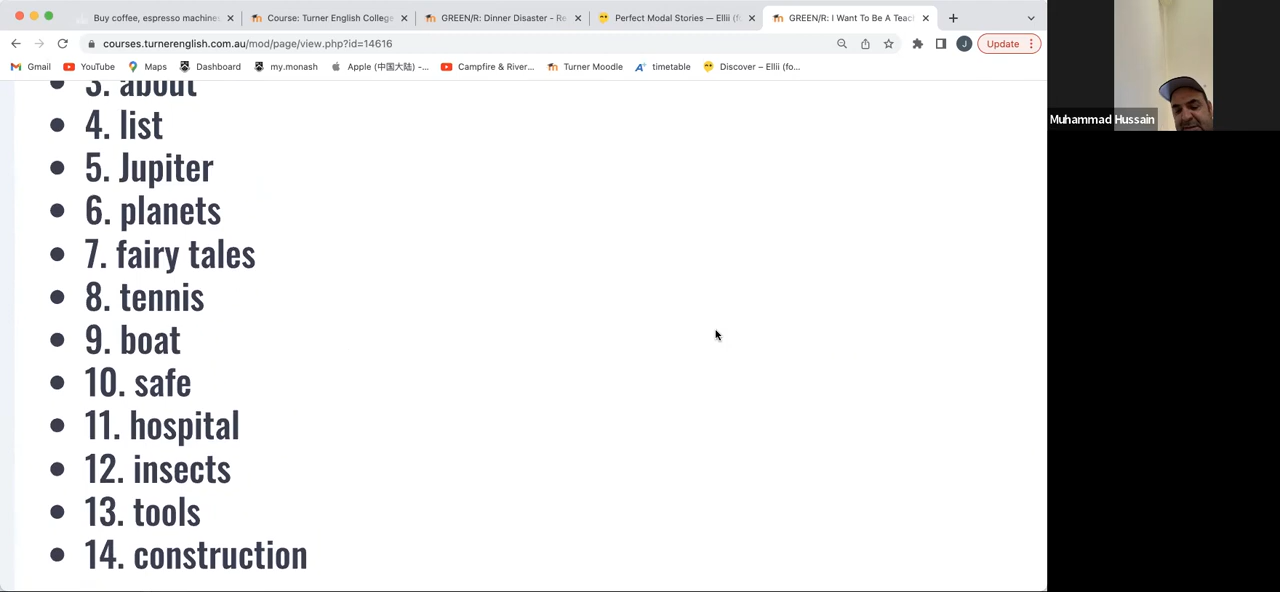 Buy coffee, espresso machines
Course: Turner English College
GREEN/R: Dinner Disaster - Re
Perfect Modal Stories — Ellii (f
GREEN/R: I Want To Be A Teac
courses.turnerenglish.com.au/mod/page/view.php?id=14616
J
Update
Gmail
YouTube
Maps
Dashboard
my.monash
Apple (中国大陆) -...
Campfire & River...
Turner Moodle
timetable
Discover – Ellii (fo...
3. about
4. list
5. Jupiter
6. planets
7. fairy tales
8. tennis
9. boat
10. safe
11. hospital
12. insects
13. tools
14. construction
Muhammad Hussain